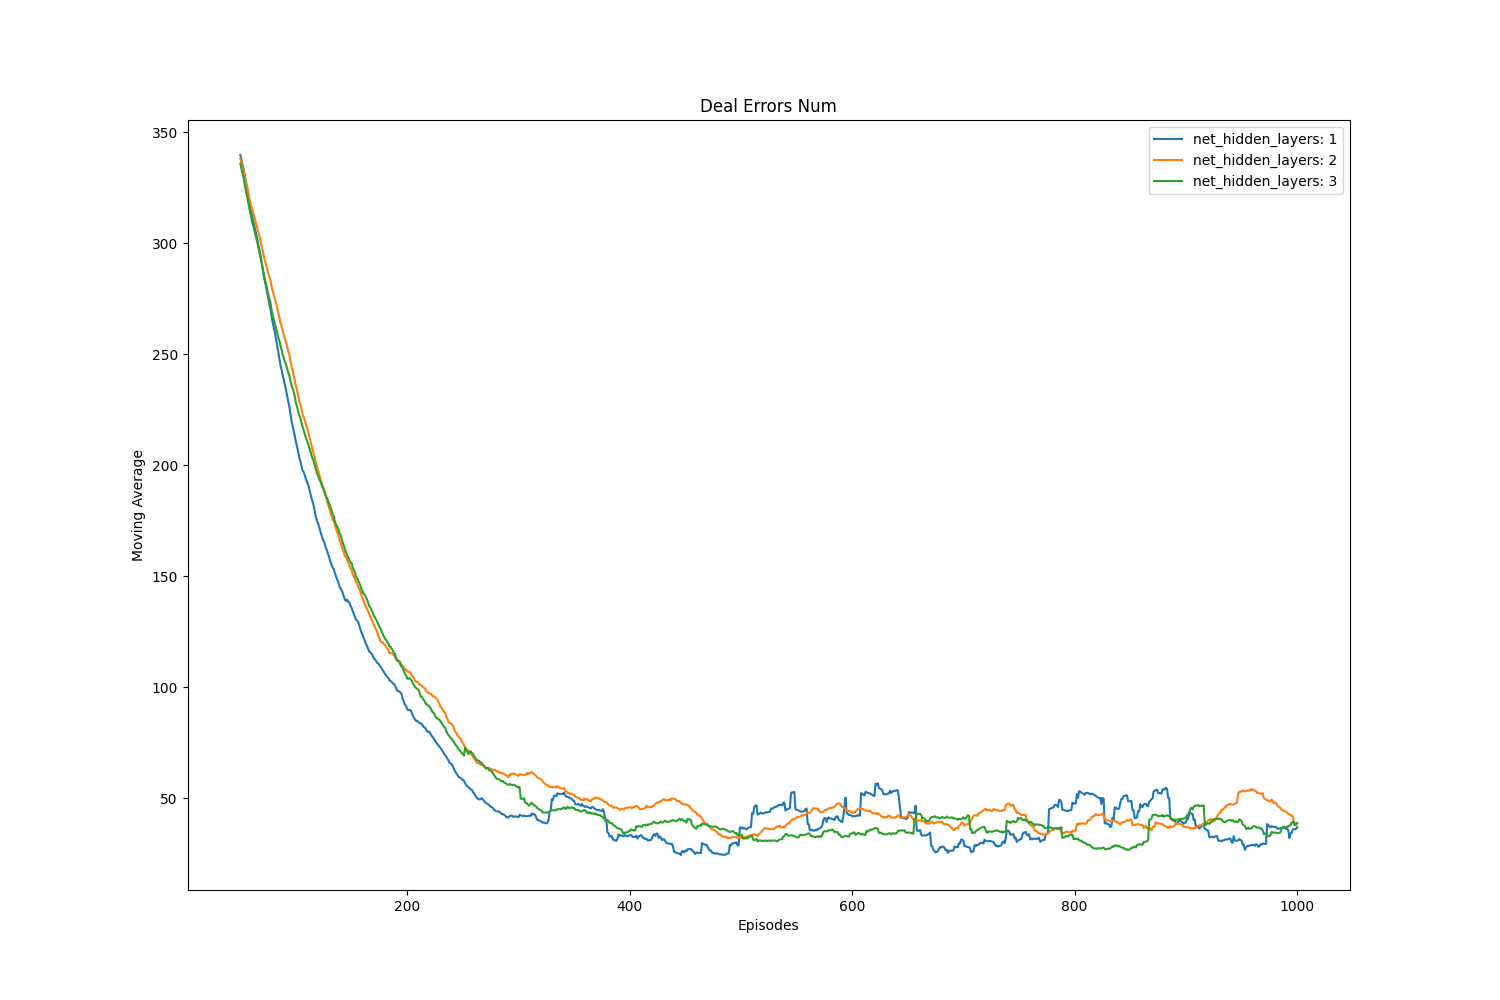 Deal Errors Num
net_hidden_layers: 1
net_hidden_layers: 2
net_hidden_layers: 3
350
300
250
200
150
100
50
Moving Average
200 400 600 800 1000
Episodes